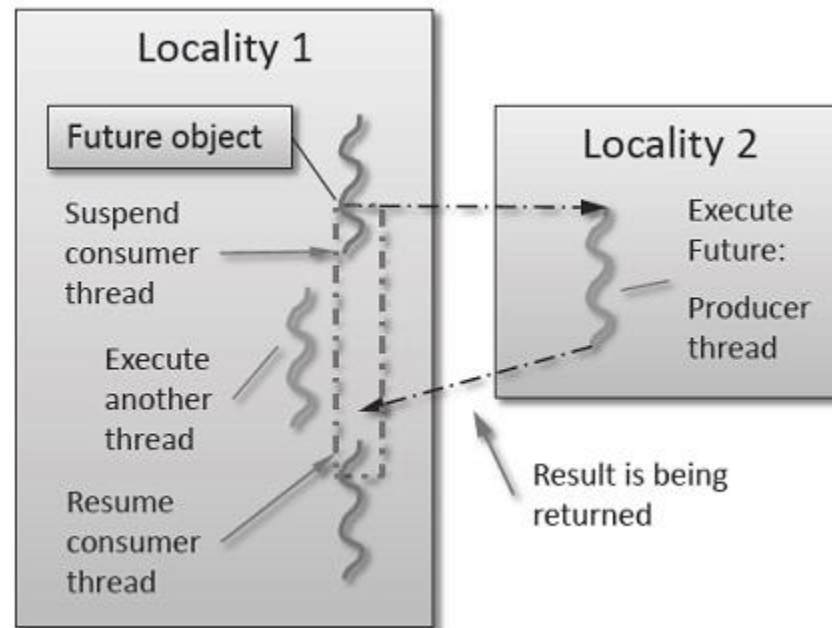 Locality 1
Future object
Suspend
consumer
thread
Execute
another
thread
Resume
consumer
thread
Locality 2
Execute
Future:
Producer
thread
Result is being
returned